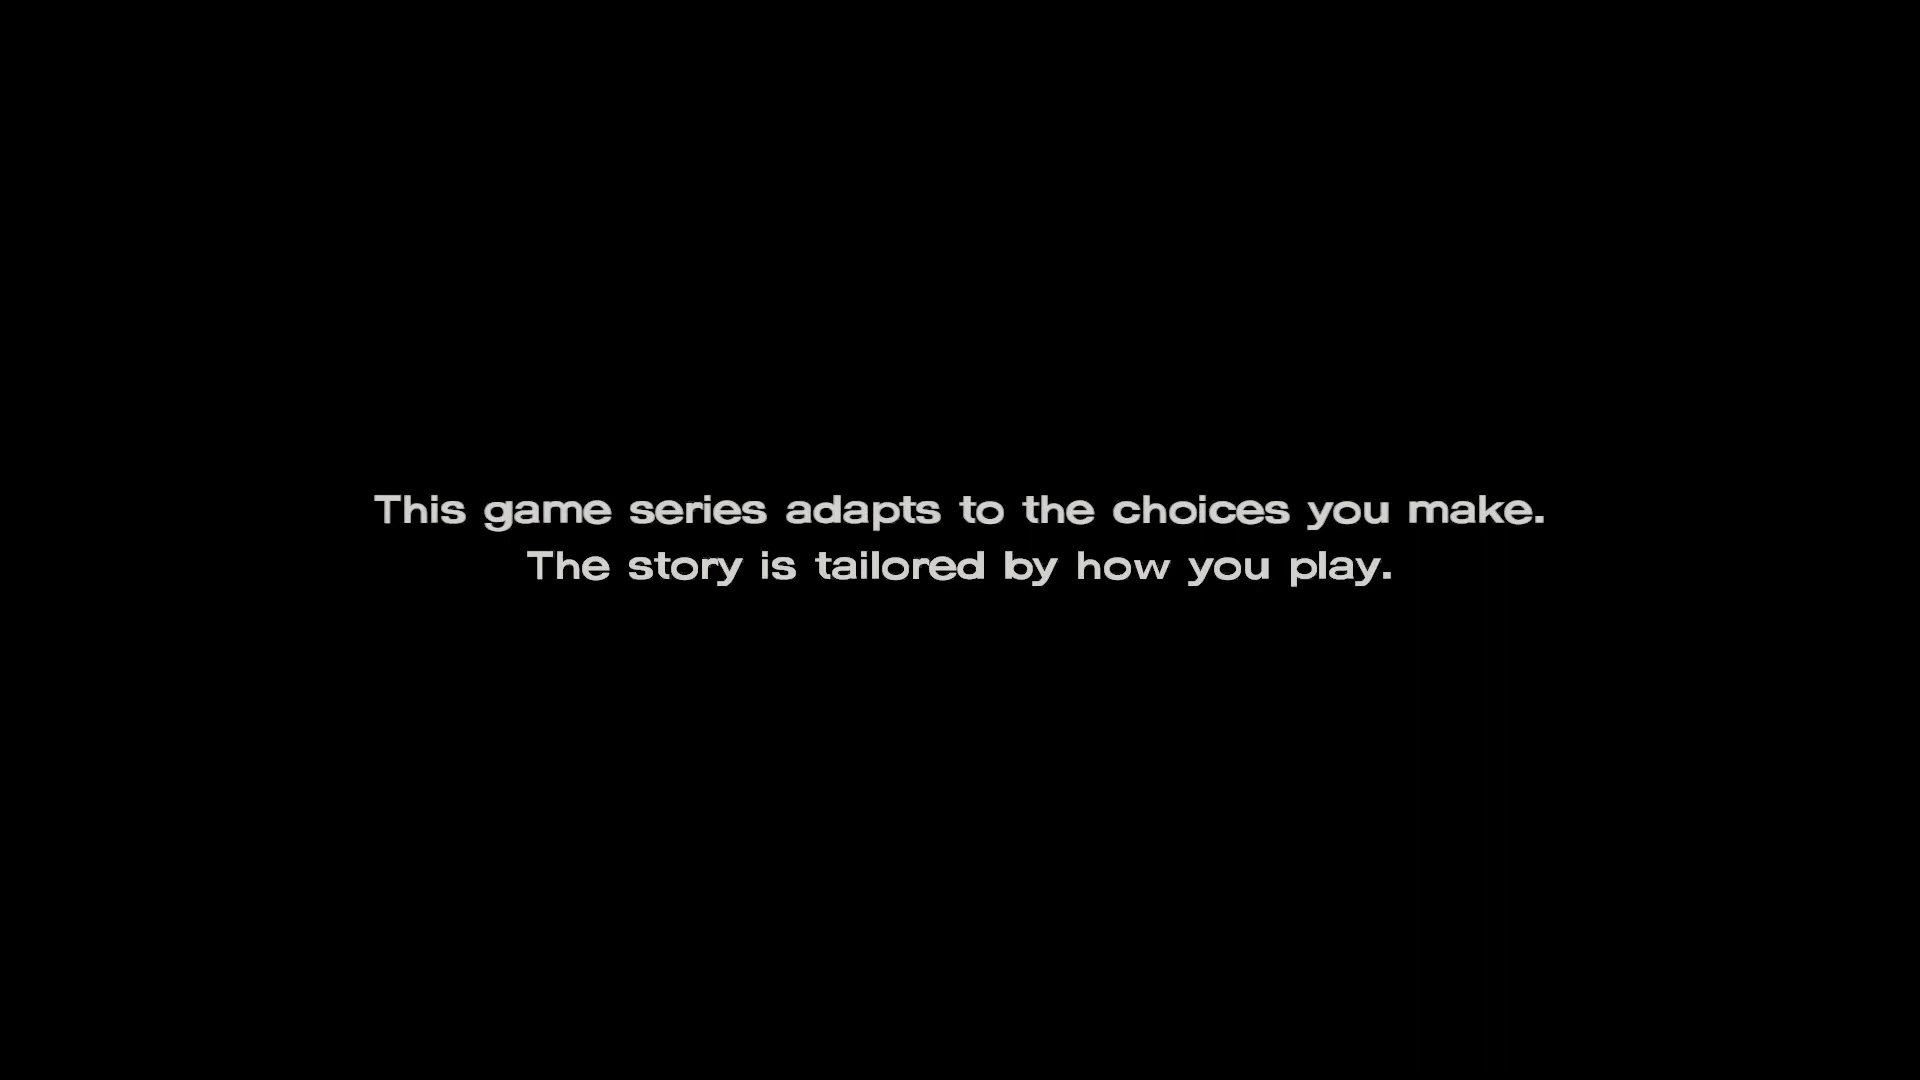 This game series adapts to the choices you make.
The story is tailored by how you play.